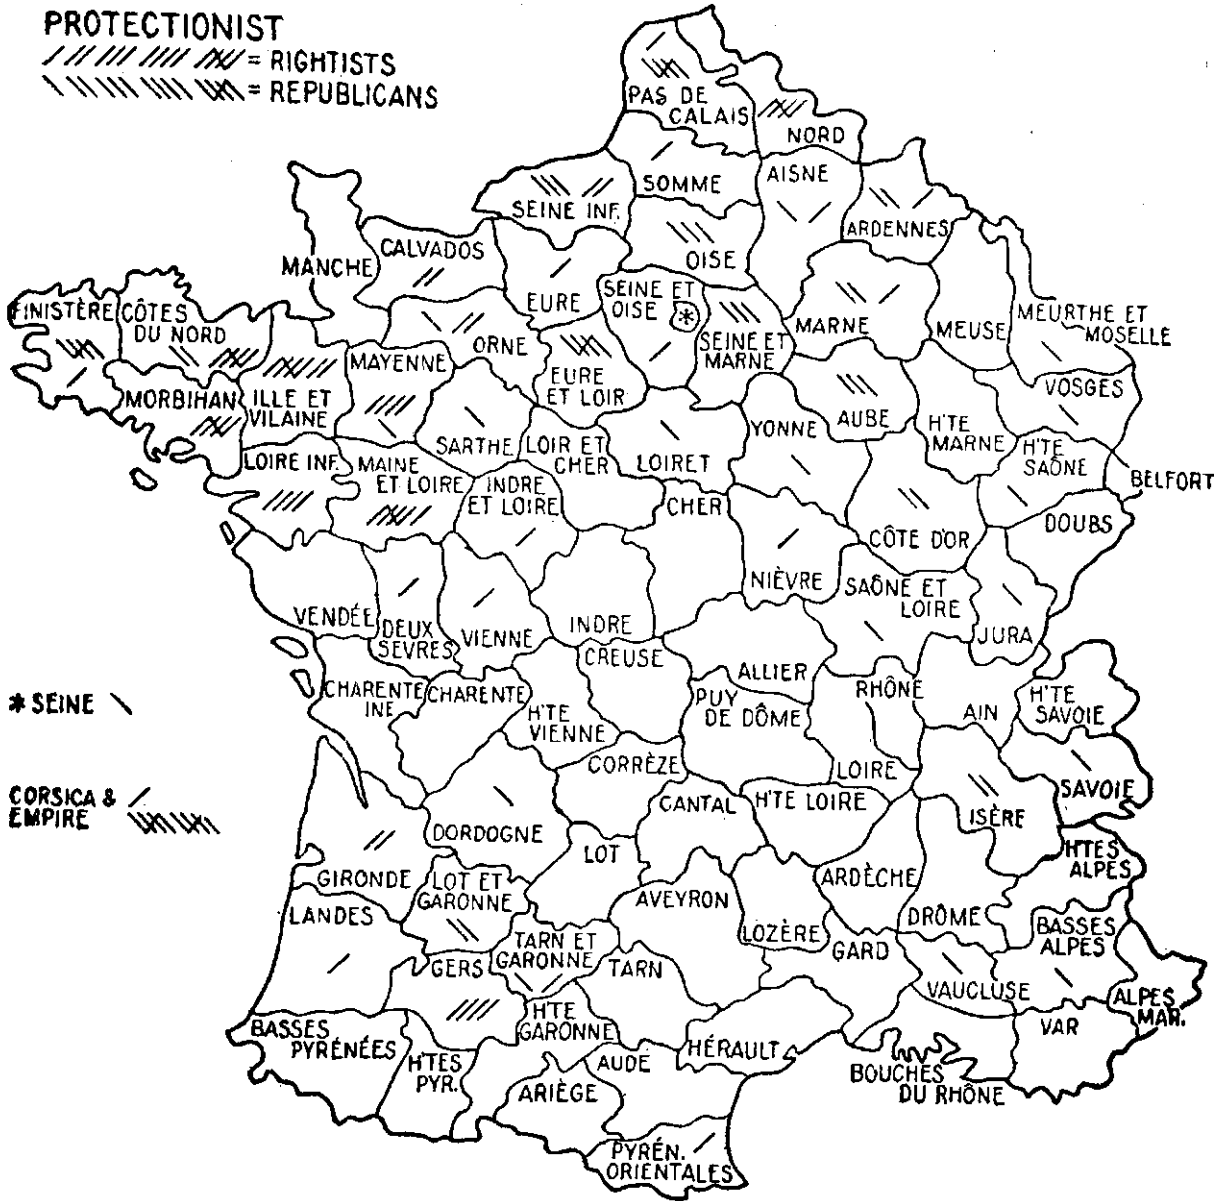 PROTECTIONIST
= RIGHTISTS
= REPUBLICANS
PAS DE
CALAIS
NORD
SOMME
AISNE
SEINE INF.
ARDENNES
OISE
CALVADOS
MANCHE
EURE
SEINE ET
OISE *
FINISTÈRE
CÔTES
DU NORD
ORNE
SEINE ET
MARNE
MARNE
MEUSE
MEURTHE ET
MOSELLE
MAYENNE
EURE
ET LOIR
VOSGES
MORBIHAN
ILLE ET
VILAINE
SARTHE
LOIR ET
CHER
LOIRET
YONNE
AUBE
H'TE
MARNE
H'TE
SAÔNE
BELFORT
LOIRE INF.
MAINE
ET LOIRE
INDRE
ET LOIRE
CHER
CÔTE D'OR
DOUBS
NIÈVRE
SAÔNE ET
LOIRE
JURA
VENDÉE
DEUX
SEVRES
VIENNE
INDRE
CREUSE
ALLIER
* SEINE
CHARENTE
INE
CHARENTE
H'TE
VIENNE
PUY
DE DÔME
RHÔNE
AIN
H'TE
SAVOIE
CORRÈZE
LOIRE
SAVOIE
CORSICA &
EMPIRE
CANTAL
H'TE LOIRE
ISÈRE
DORDOGNE
LOT
HTES
ALPES
GIRONDE
LOT ET
GARONNE
AVEYRON
ARDÈCHE
LANDES
LOZÈRE
DRÔME
BASSES
ALPES
TARN ET
GARONNE
GERS
TARN
GARD
VAUCLUSE
ALPES
MAR.
BASSES
PYRÉNÉES
H'TE
GARONNE
HÉRAULT
VAR
H'TES
PYR.
AUDE
BOUCHES
DU RHÔNE
ARIÈGE
PYRÉN.
ORIENTALES